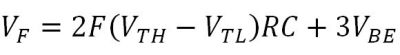 V_F = 2F(V_TH − V_TL)RC + 3V_BE